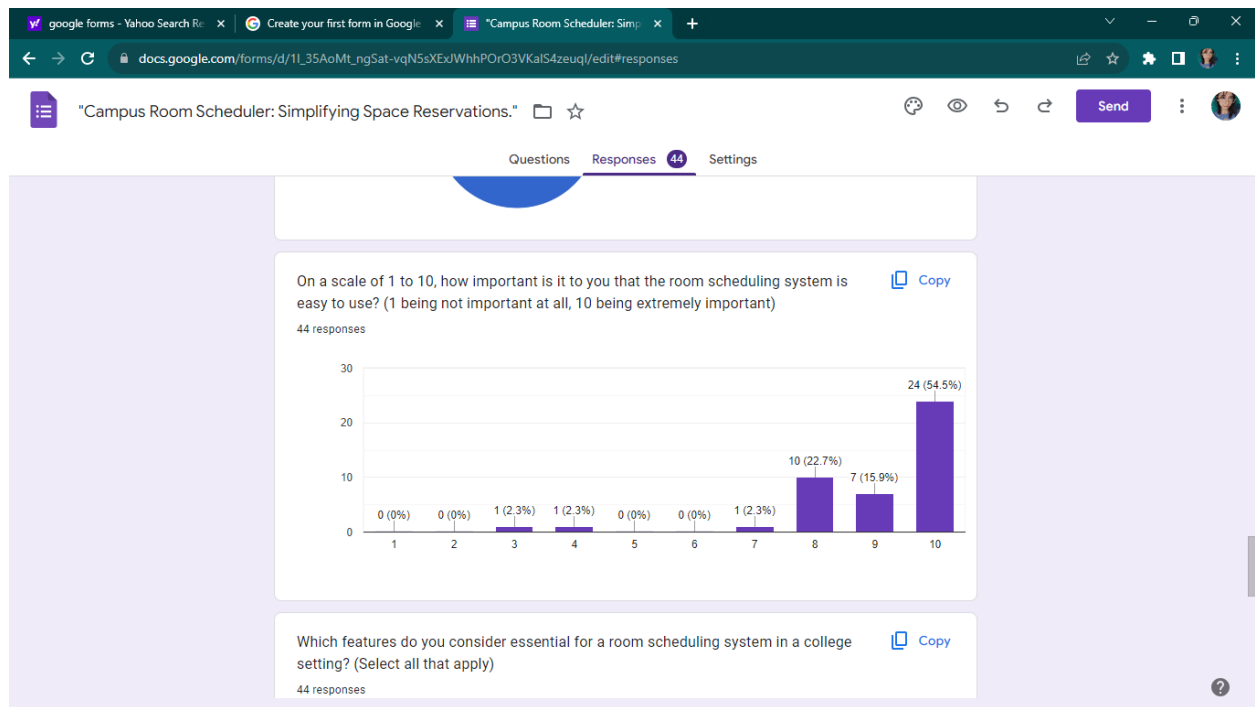 google forms - Yahoo Search Re
Create your first form in Google
"Campus Room Scheduler: Simp
docs.google.com/forms/d/1l_35AoMt_ngSat-vqN5sXExJWhhPOrO3VKalS4zeuqI/edit#responses
"Campus Room Scheduler: Simplifying Space Reservations."
Send
Questions Responses 44 Settings
On a scale of 1 to 10, how important is it to you that the room scheduling system is
easy to use? (1 being not important at all, 10 being extremely important)
Copy
44 responses
30
20
10
0
0 (0%)
0 (0%)
1 (2.3%)
1 (2.3%)
0 (0%)
0 (0%)
1 (2.3%)
10 (22.7%)
7 (15.9%)
24 (54.5%)
1 2 3 4 5 6 7 8 9 10
Which features do you consider essential for a room scheduling system in a college
setting? (Select all that apply)
Copy
44 responses